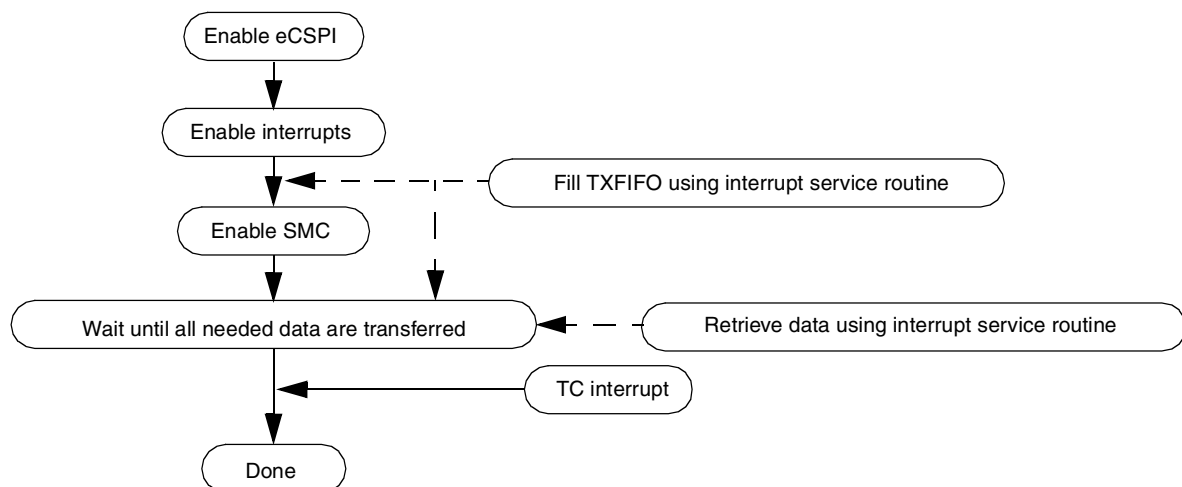 Enable eCSPI
Enable interrupts
Fill TXFIFO using interrupt service routine
Enable SMC
Wait until all needed data are transferred
Retrieve data using interrupt service routine
TC interrupt
Done